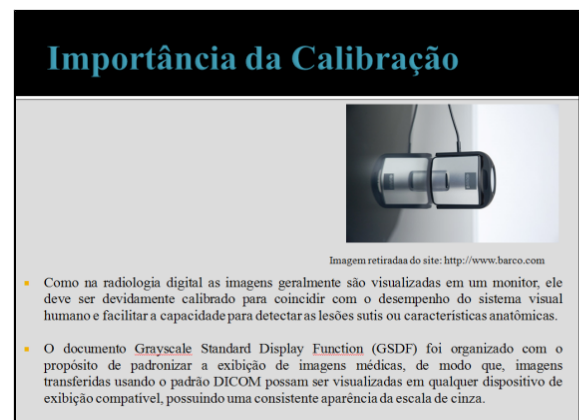 Importância da Calibração
Imagem retirada do site: http://www.barco.com
Como na radiologia digital as imagens geralmente são visualizadas em um monitor, ele
deve ser devidamente calibrado para coincidir com o desempenho do sistema visual
humano e facilitar a capacidade para detectar as lesões sutis ou características anatômicas.
O documento Grayscale Standard Display Function (GSDF) foi organizado com o
propósito de padronizar a exibição de imagens médicas, de modo que, imagens
transferidas usando o padrão DICOM possam ser visualizadas em qualquer dispositivo de
exibição compatível, possuindo uma consistente aparência da escala de cinza.